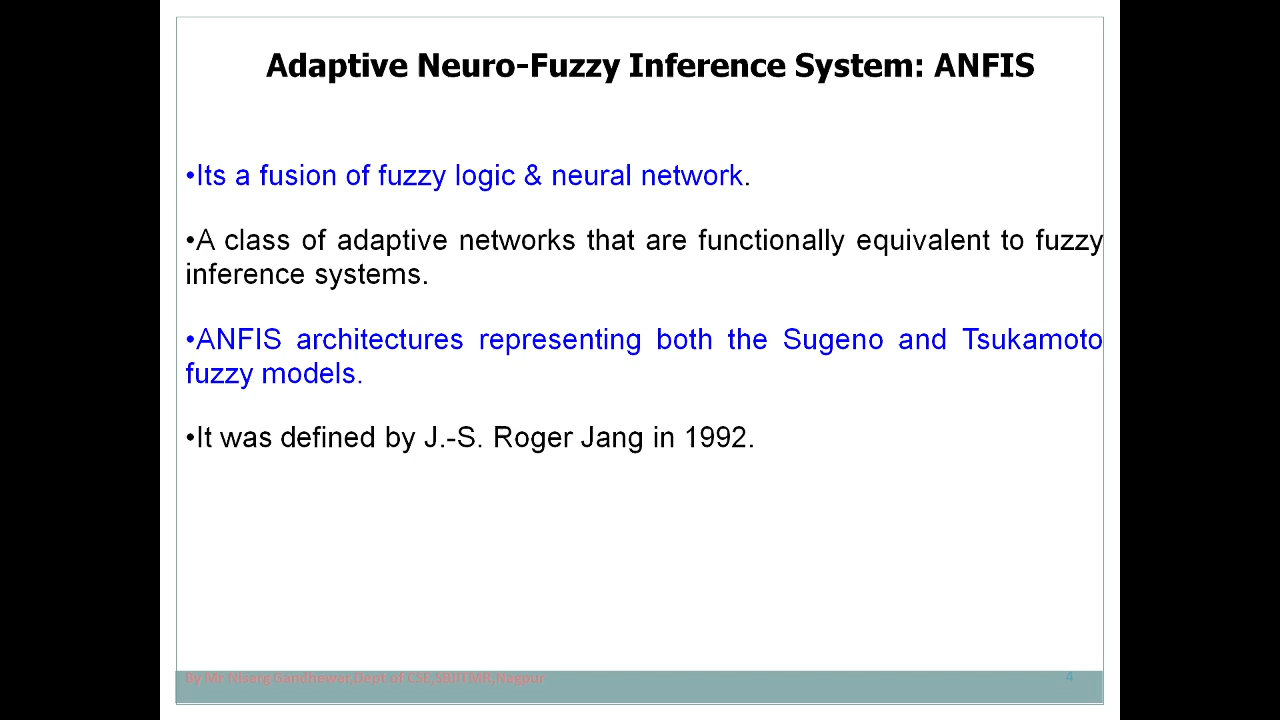 Adaptive Neuro-Fuzzy Inference System: ANFIS
•Its a fusion of fuzzy logic & neural network.
•A class of adaptive networks that are functionally equivalent to fuzzy
inference systems.
•ANFIS architectures representing both the Sugeno and Tsukamoto
fuzzy models.
•It was defined by J.-S. Roger Jang in 1992.
By Mr Nisarg Gandhewar,Dept of CSE,SBJITMR,Nagpur
4